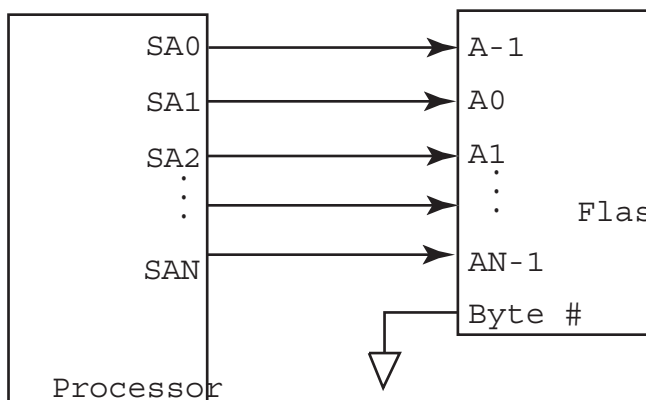 SA0
A-1
SA1
A0
SA2
A1
SAN
AN-1
Byte #
Processor